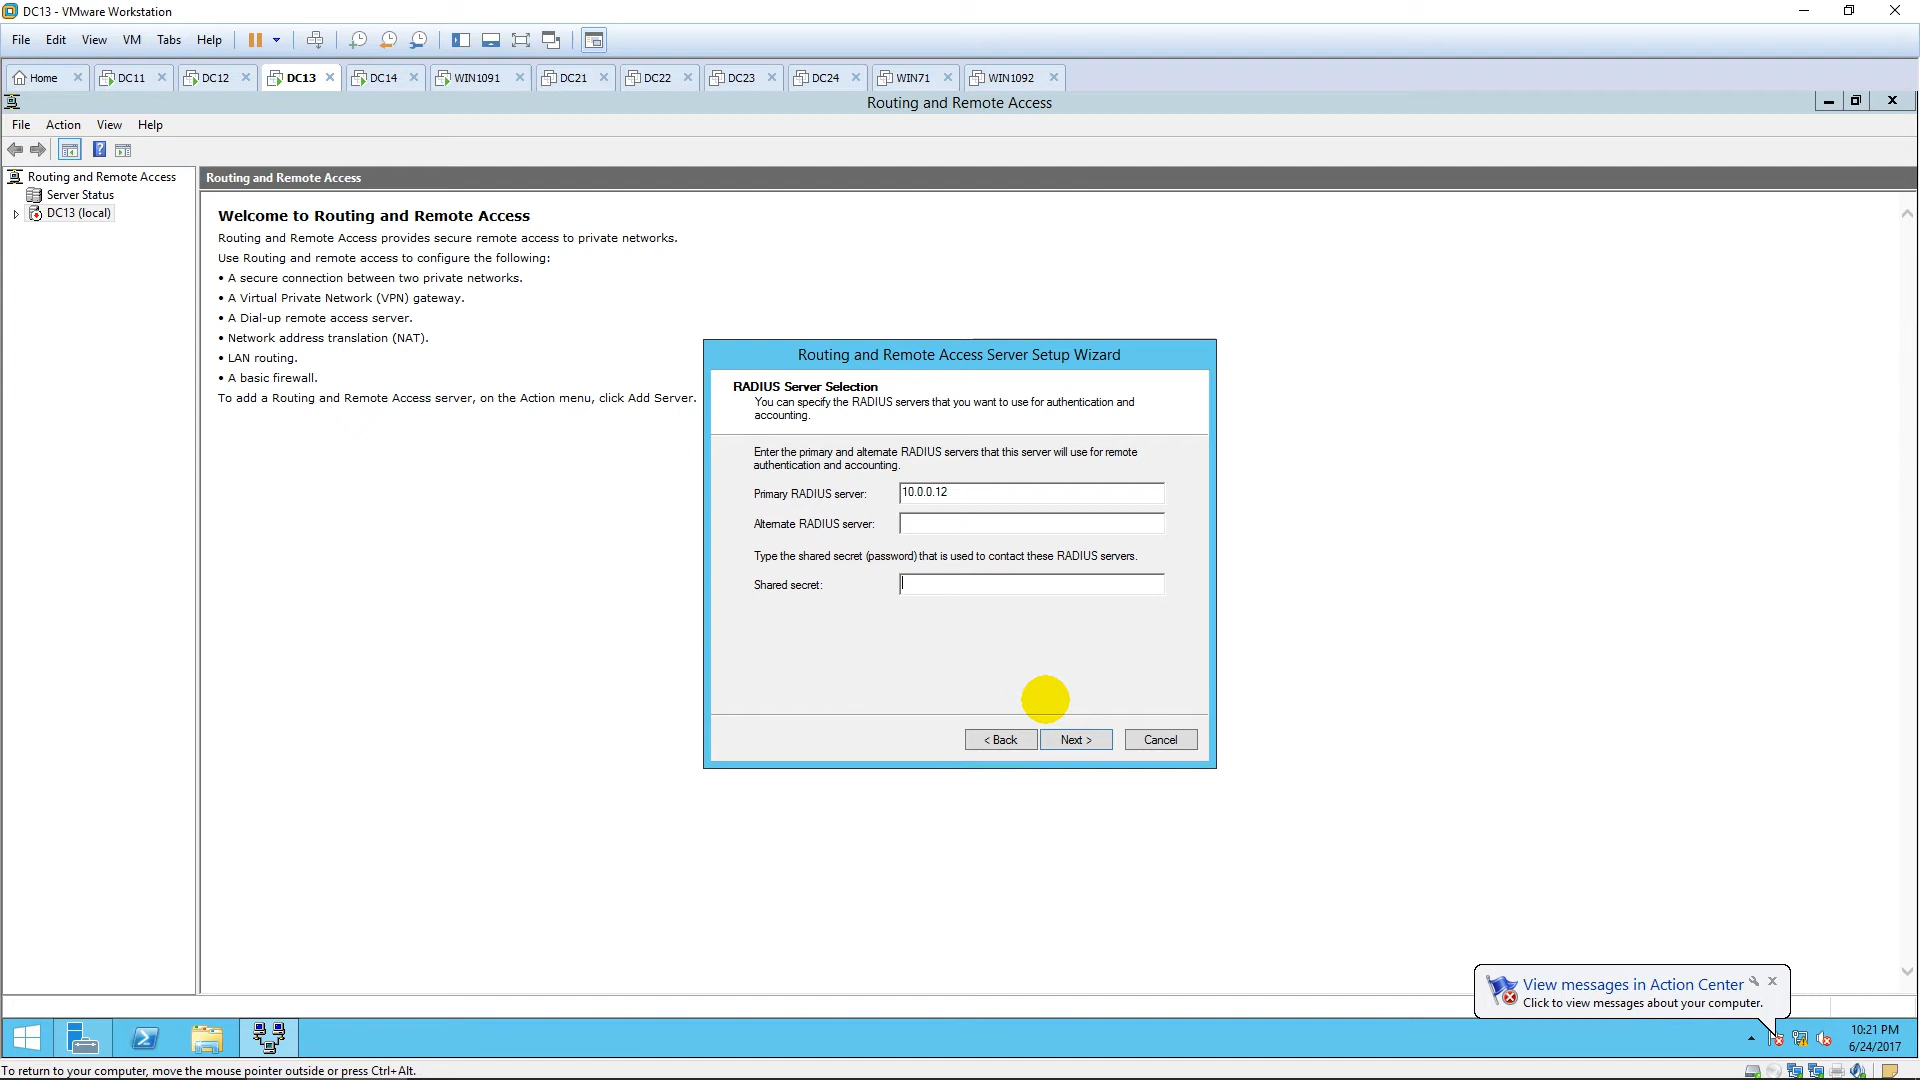 DC13 - VMware Workstation
File Edit View VM Tabs Help
Home DC11 DC12 DC13 DC14 WIN1091 DC21 DC22 DC23 DC24 WIN71 WIN1092
Routing and Remote Access
File Action View Help
Routing and Remote Access
Server Status
DC13 (local)
Routing and Remote Access
Welcome to Routing and Remote Access
Routing and Remote Access provides secure remote access to private networks.
Use Routing and remote access to configure the following:
• A secure connection between two private networks.
• A Virtual Private Network (VPN) gateway.
• A Dial-up remote access server.
• Network address translation (NAT).
• LAN routing.
• A basic firewall.
To add a Routing and Remote Access server, on the Action menu, click Add Server.
Routing and Remote Access Server Setup Wizard
RADIUS Server Selection
You can specify the RADIUS servers that you want to use for authentication and
accounting.
Enter the primary and alternate RADIUS servers that this server will use for remote
authentication and accounting.
Primary RADIUS server: 10.0.0.12
Alternate RADIUS server:
Type the shared secret (password) that is used to contact these RADIUS servers.
Shared secret:
< Back Next > Cancel
View messages in Action Center
Click to view messages about your computer.
10:21 PM
6/24/2017
To return to your computer, move the mouse pointer outside or press Ctrl+Alt.